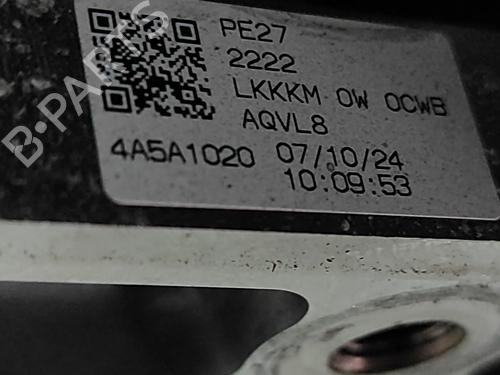 PE27
2222
LKKKM 0W 0CWB
AQVL8
4A5A1020 07/10/24
10:09:53
B-PARTS